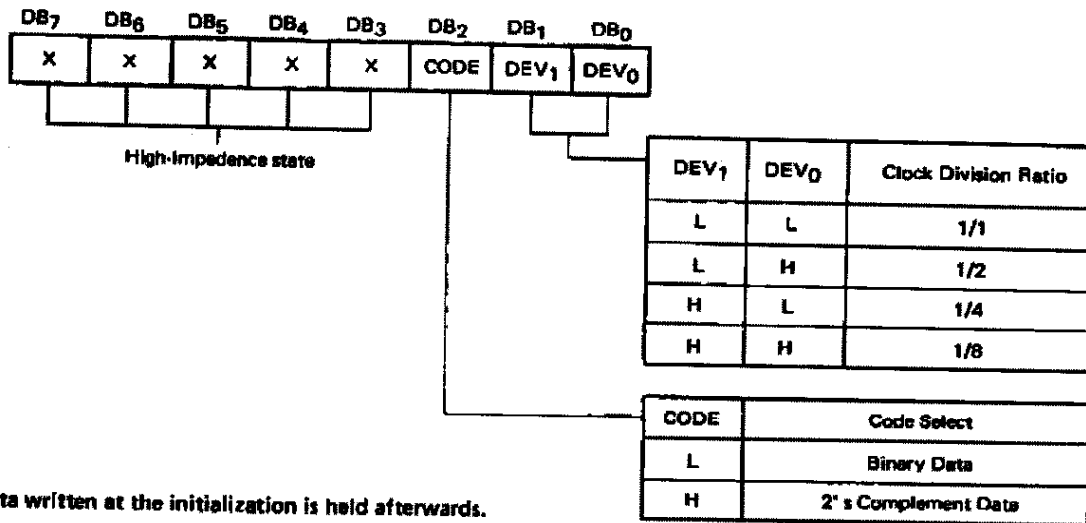 DB7 DB6 DB5 DB4 DB3 DB2 DB1 DB0
X X X X X CODE DEV1 DEV0
High-Impedence state
DEV1 DEV0 Clock Division Ratio
L L 1/1
L H 1/2
H L 1/4
H H 1/8
CODE Code Select
L Binary Data
H 2's Complement Data
ta written at the initialization is held afterwards.